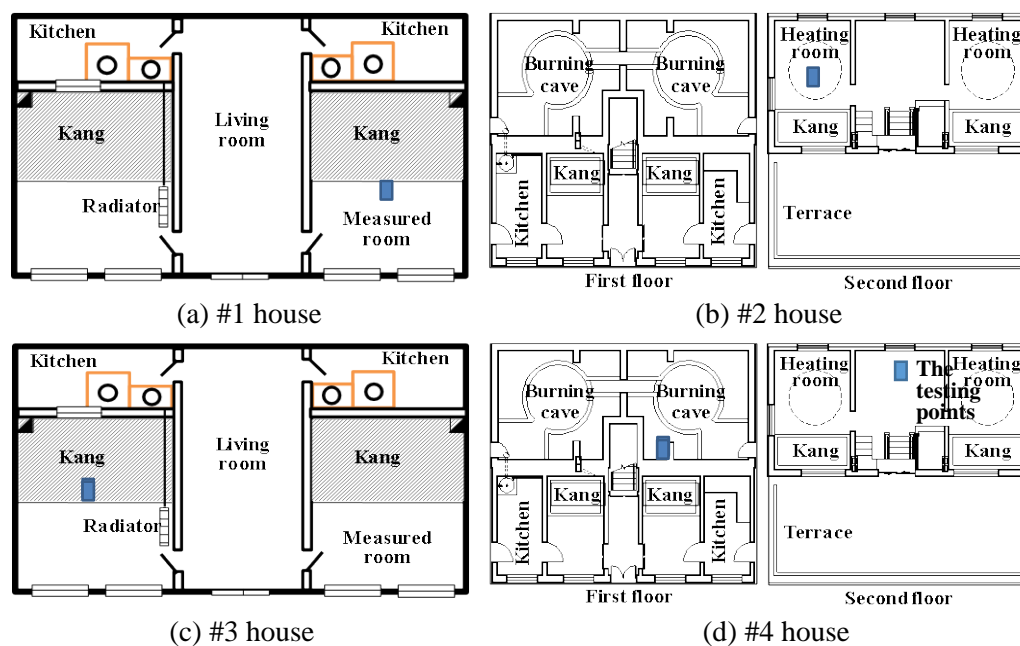 Kitchen
Kitchen
Kang
Living
room
Kang
Radiator
Measured
room
(a) #1 house
Burning
cave
Burning
cave
Kang
Kang
Kitchen
Kitchen
First floor
Heating
room
Heating
room
Kang
Kang
Terrace
Second floor
(b) #2 house
Kitchen
Kitchen
Kang
Living
room
Kang
Radiator
Measured
room
(c) #3 house
Burning
cave
Burning
cave
Kang
Kang
Kitchen
Kitchen
First floor
Heating
room
The
testing
points
Heating
room
Kang
Kang
Terrace
Second floor
(d) #4 house